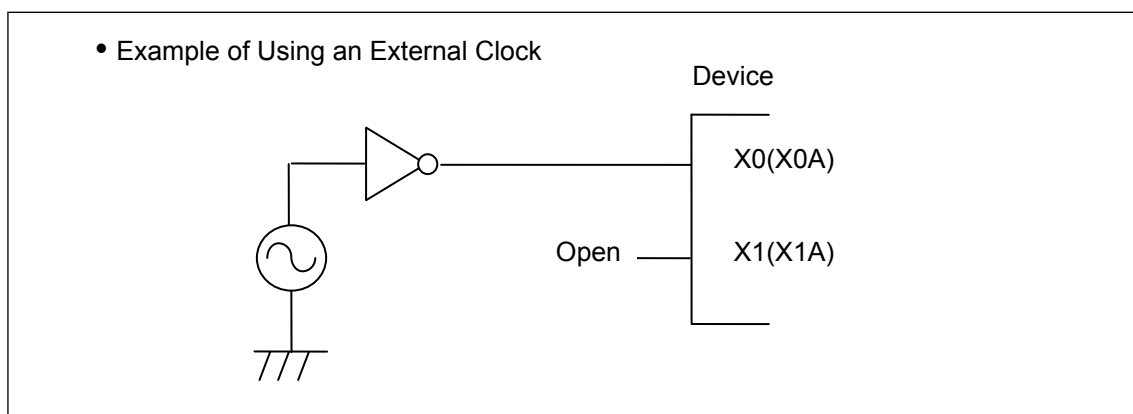 • Example of Using an External Clock
Device
X0(X0A)
Open X1(X1A)